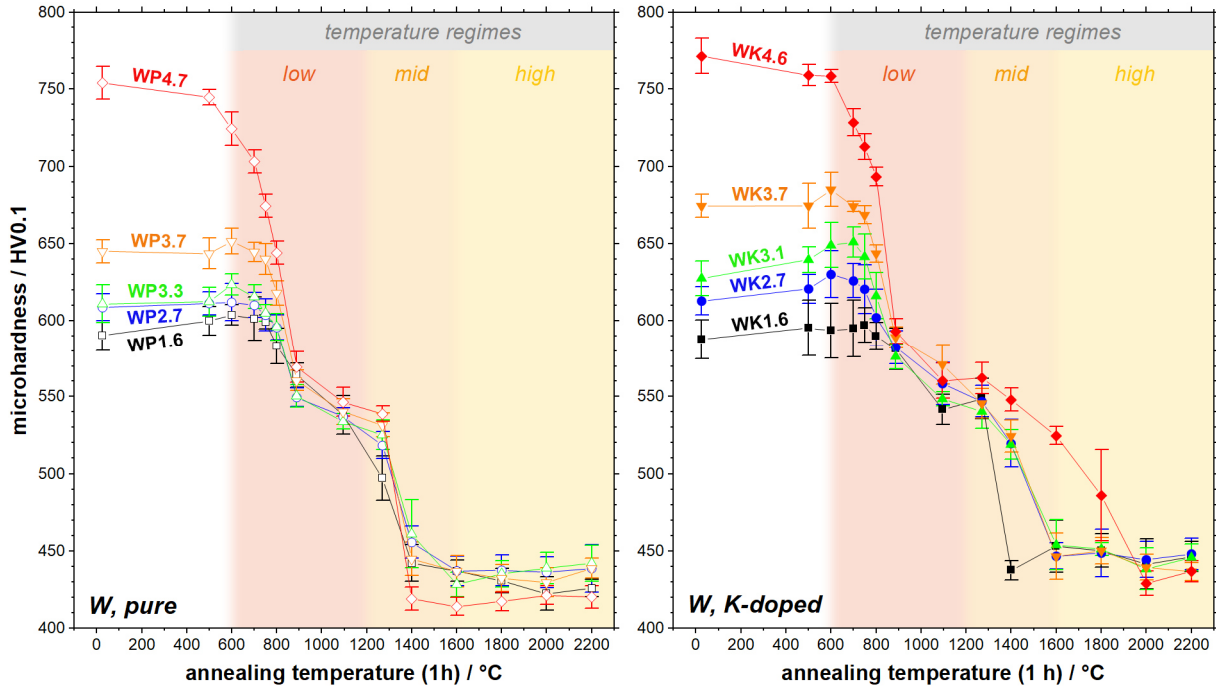 microhardness / HV0.1
800
750
700
650
600
550
500
450
400
temperature regimes
low
mid
high
WP4.7
WP3.7
WP3.3
WP2.7
WP1.6
W, pure
0 200 400 600 800 1000 1200 1400 1600 1800 2000 2200
annealing temperature (1h) / °C
800
750
700
650
600
550
500
450
400
temperature regimes
low
mid
high
WK4.6
WK3.7
WK3.1
WK2.7
WK1.6
W, K-doped
0 200 400 600 800 1000 1200 1400 1600 1800 2000 2200
annealing temperature (1 h) / °C